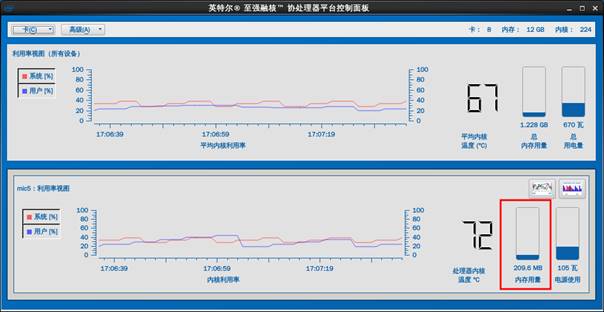 英特尔® 至强融核™ 协处理器平台控制面板
卡(C) 高级(A) 卡： 8 内存： 12 GB 内核： 224
利用率视图（所有设备）
系统 [%]
用户 [%]
100
80
60
40
20
0
100
80
60
40
20
0
17:06:39 17:06:59 17:07:19
平均内核利用率
67
平均内核
温度 (°C)
1.228 GB
总
内存用量
670 瓦
总
用电量
mic5：利用率视图
系统 [%]
用户 [%]
100
80
60
40
20
0
100
80
60
40
20
0
17:06:39 17:06:59 17:07:19
内核利用率
72
处理器内核
温度 °C
209.6 MB
内存用量
105 瓦
电源使用